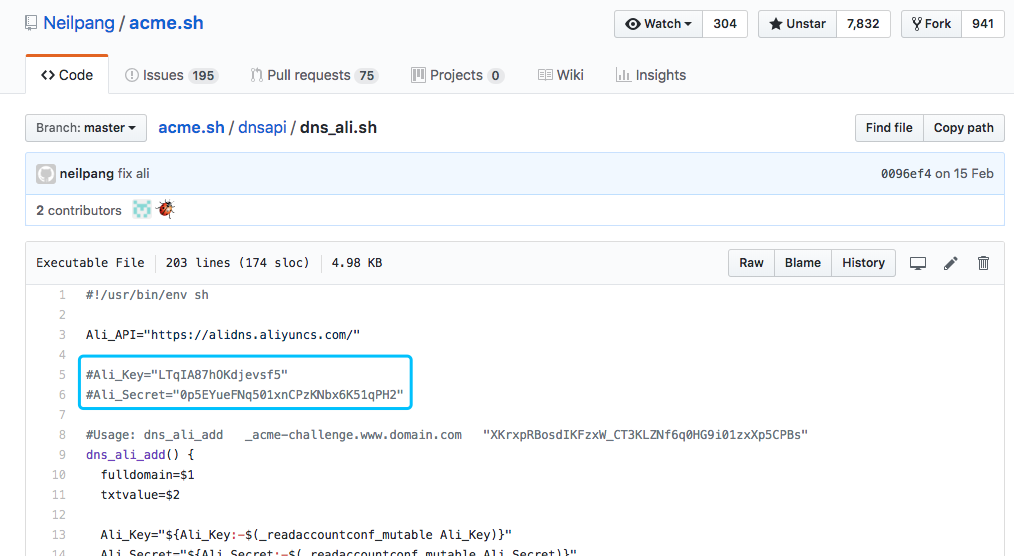 Neilpang / acme.sh
Watch 304 Unstar 7,832 Fork 941
Code Issues 195 Pull requests 75 Projects 0 Wiki Insights
Branch: master acme.sh / dnsapi / dns_ali.sh Find file Copy path
neilpang fix ali 0096ef4 on 15 Feb
2 contributors
Executable File 203 lines (174 sloc) 4.98 KB Raw Blame History
1 #!/usr/bin/env sh
2
3 Ali_API="https://alidns.aliyuncs.com/"
4
5 #Ali_Key="LTqIA87hOKdjevsf5"
6 #Ali_Secret="0p5EYueFNq501xnCPzKNbx6K51qPH2"
7
8 #Usage: dns_ali_add _acme-challenge.www.domain.com "XKrxpRBosdIKFzxW_CT3KLZNf6q0HG9i01zxXp5CPBs"
9 dns_ali_add() {
10 fulldomain=$1
11 txtvalue=$2
12
13 Ali_Key="${Ali_Key:-$(_readaccountconf_mutable Ali_Key)}"
14 Ali_Secret="${Ali_Secret:-$(_readaccountconf_mutable Ali_Secret)}"